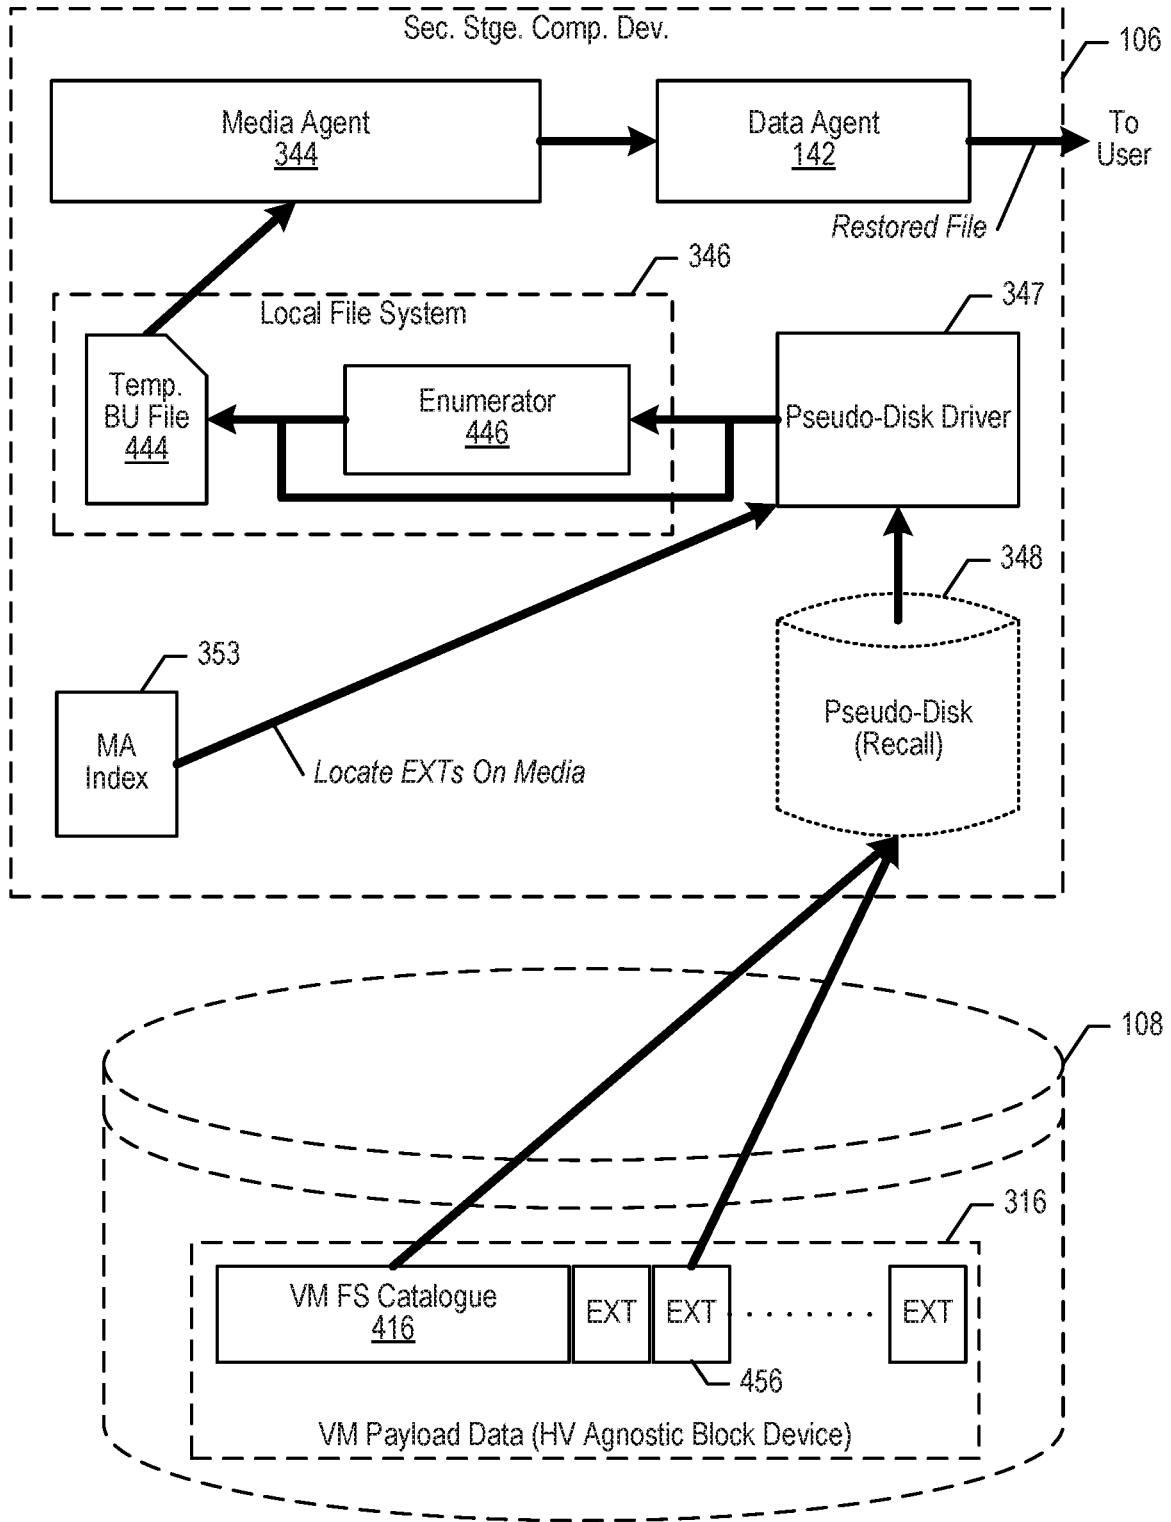 Sec. Stge. Comp. Dev.
106
Media Agent
344
Data Agent
142
To
User
Restored File
346
Local File System
347
Temp.
BU File
444
Enumerator
446
Pseudo-Disk Driver
348
353
MA
Index
Locate EXTs On Media
Pseudo-Disk
(Recall)
108
316
VM FS Catalogue
416
EXT
EXT
EXT
456
VM Payload Data (HV Agnostic Block Device)